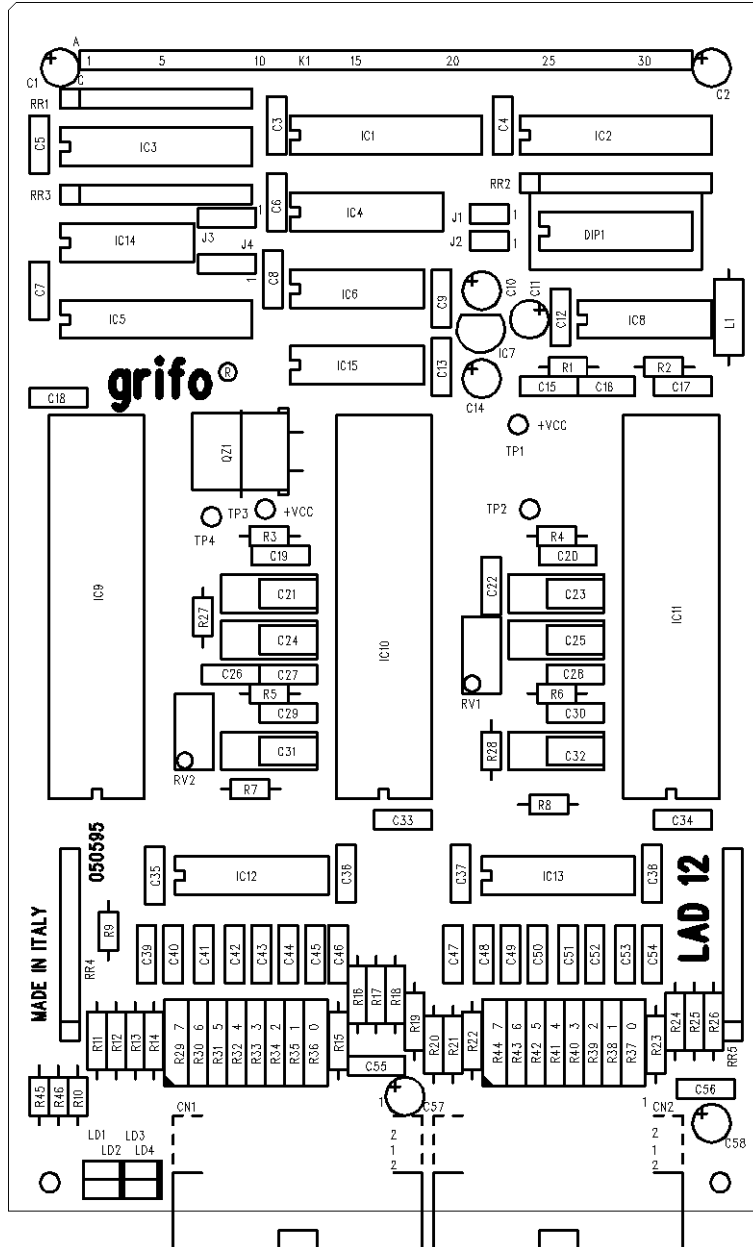 A
1 5 10 K1 15 20 25 30
C1 C C2
RR1
C5 IC3 C3 IC1 C4 IC2
RR3 RR2
C6 IC4 J1 1 DIP1
1
J3
IC14 J4 J2 1
1
C7 C8 IC6 C9 C10 C11 C12 IC8 L1
IC5 IC7
grifo R IC15 C13 R1 R2
C18 C14 C15 C16 C17
QZ1 +VCC
TP1
TP3 +VCC TP2
TP4
R3 R4
C19 C20
IC9 C21 C22 C23 IC11
R27 C24 IC10 C25
C26 C27 C28
R5 RV1 R6
C29 C30
C31 R28 C32
RV2
R7 R8
C33 C34
050595
C35 IC12 C36 C37 IC13 C38
LAD 12
MADE IN ITALY
R9
RR4
C39 C40 C41 C42 C43 C44 C45 C46 C47 C48 C49 C50 C51 C52 C53 C54
R16 R17 R18 R19 R24 R25 R26
R11 R12 R13 R14 R29 7 R30 6 R31 5 R32 4 R33 3 R34 2 R35 1 R36 0 R15
R20 R21 R22 R44 7 R43 6 R42 5 R41 4 R40 3 R39 2 R38 1 R37 0 R23
RR5
C55
R45 R46 R10 C56
CN1 1 C57 1 CN2
LD1 LD3 2 2 C58
LD2 LD4 1 1
2 2